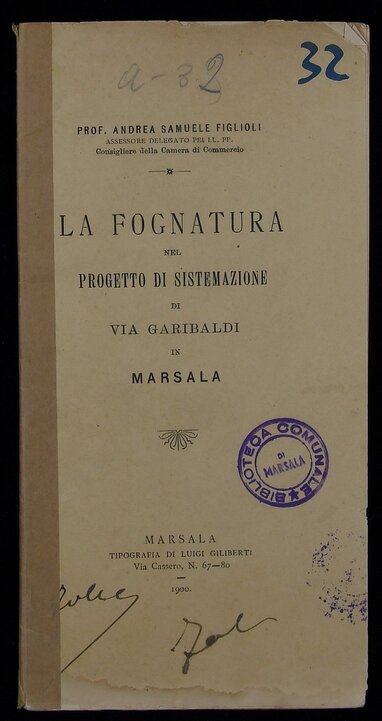 a-32
32
PROF. ANDREA SAMUELE FIGLIOLI
ASSESSORE DELEGATO PEI LL. PP.
Consigliere della Camera di Commercio
LA FOGNATURA
NEL
PROGETTO DI SISTEMAZIONE
DI
VIA GARIBALDI
IN
MARSALA
BIBLIOTECA COMUNALE
DI
MARSALA
MARSALA
TIPOGRAFIA DI LUIGI GILIBERTI
Via Cassero, N. 67—80
1900.